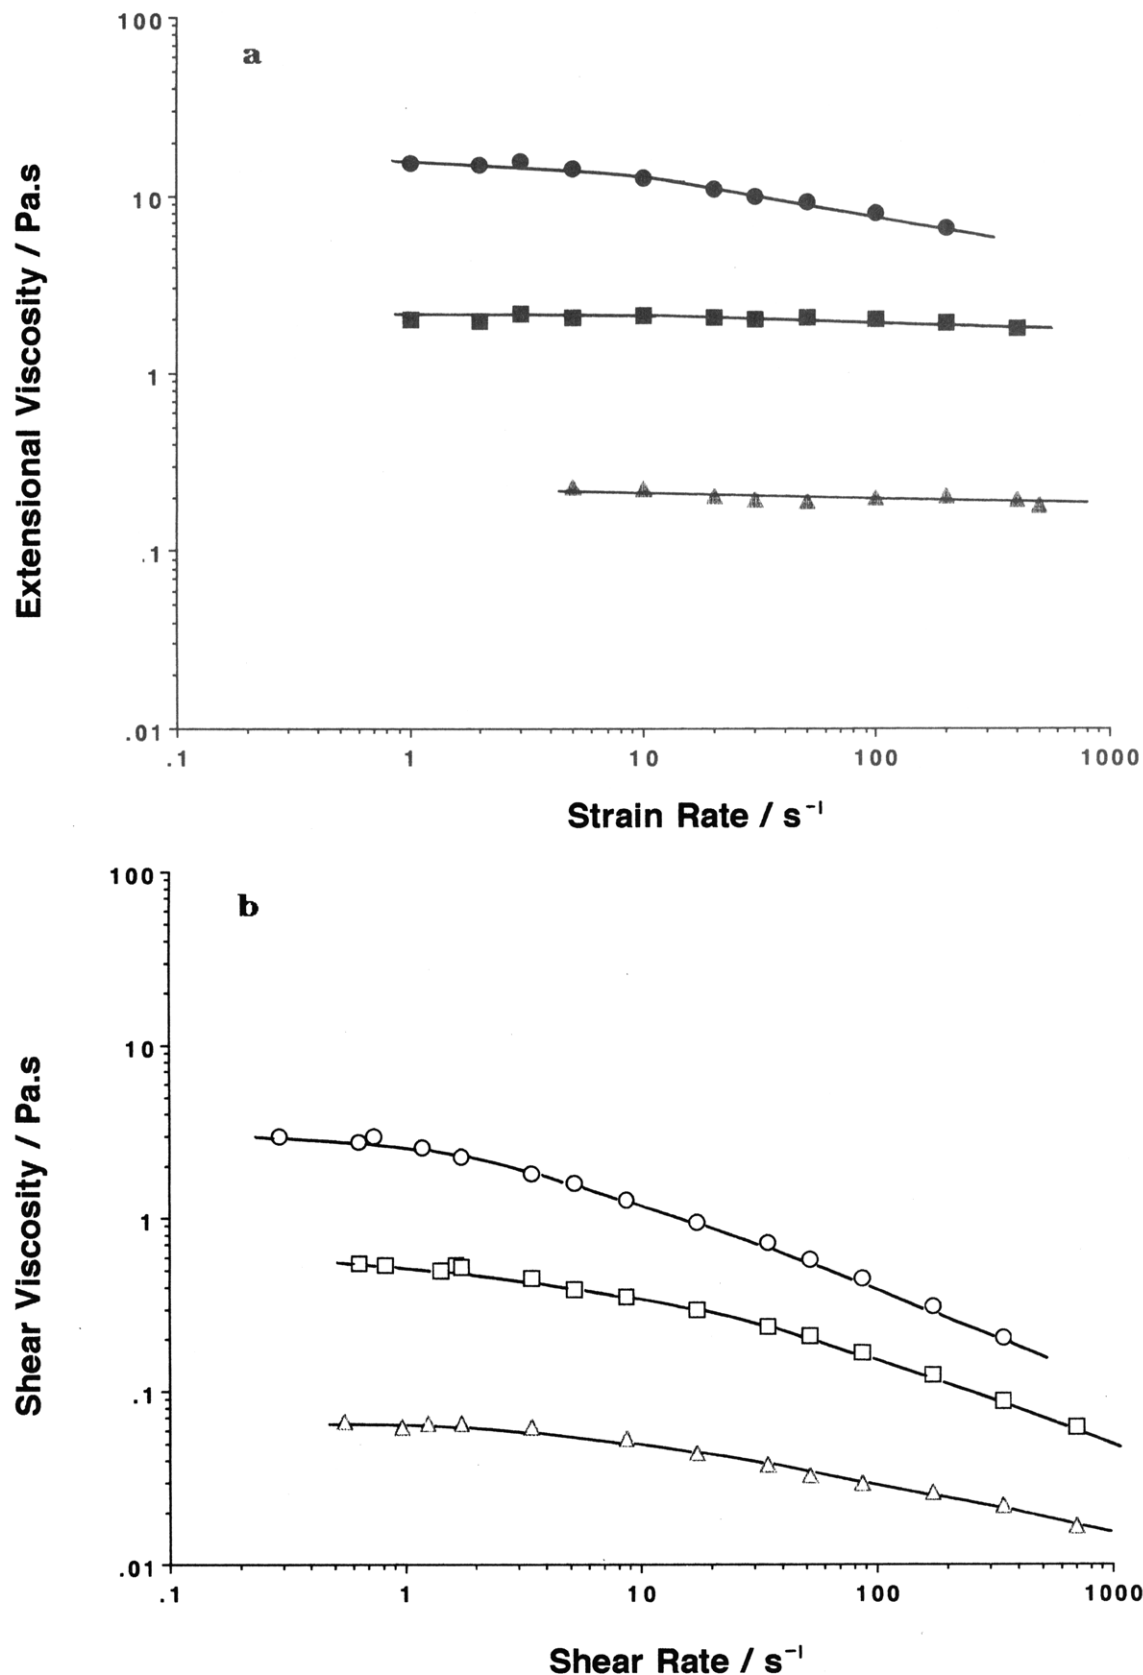 a
Extensional Viscosity / Pa.s
100
10
1
.1
.01
.1 1 10 100 1000
Strain Rate / s⁻¹
b
Shear Viscosity / Pa.s
100
10
1
.1
.01
.1 1 10 100 1000
Shear Rate / s⁻¹